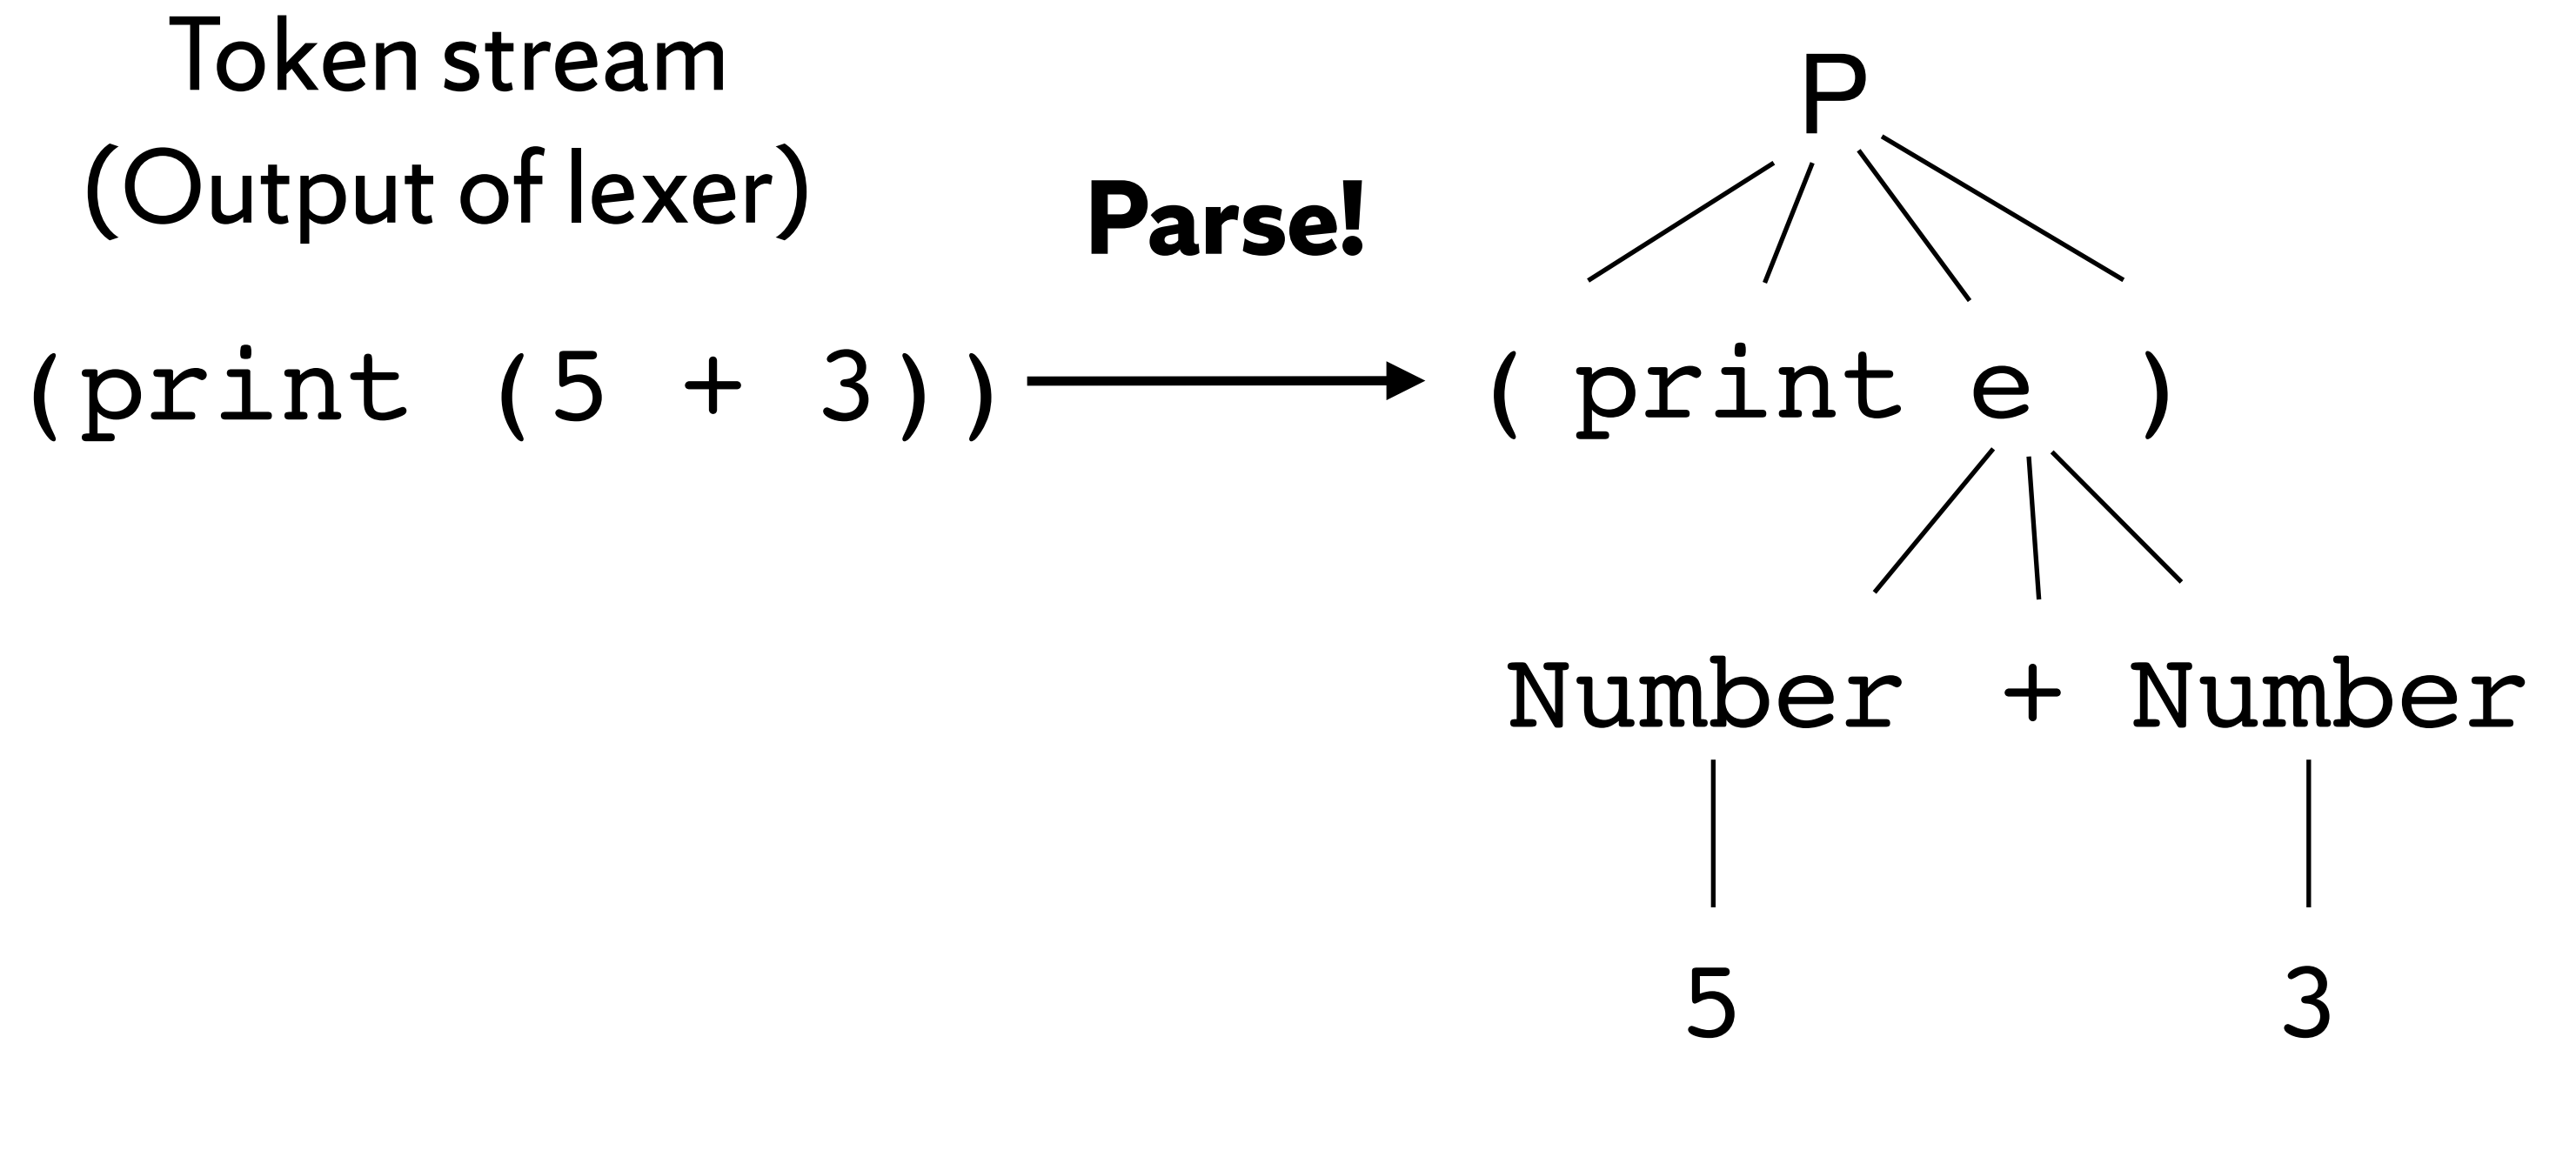 Token stream
(Output of lexer)
(print (5 + 3))
Parse!
P
( print e )
Number + Number
5 3